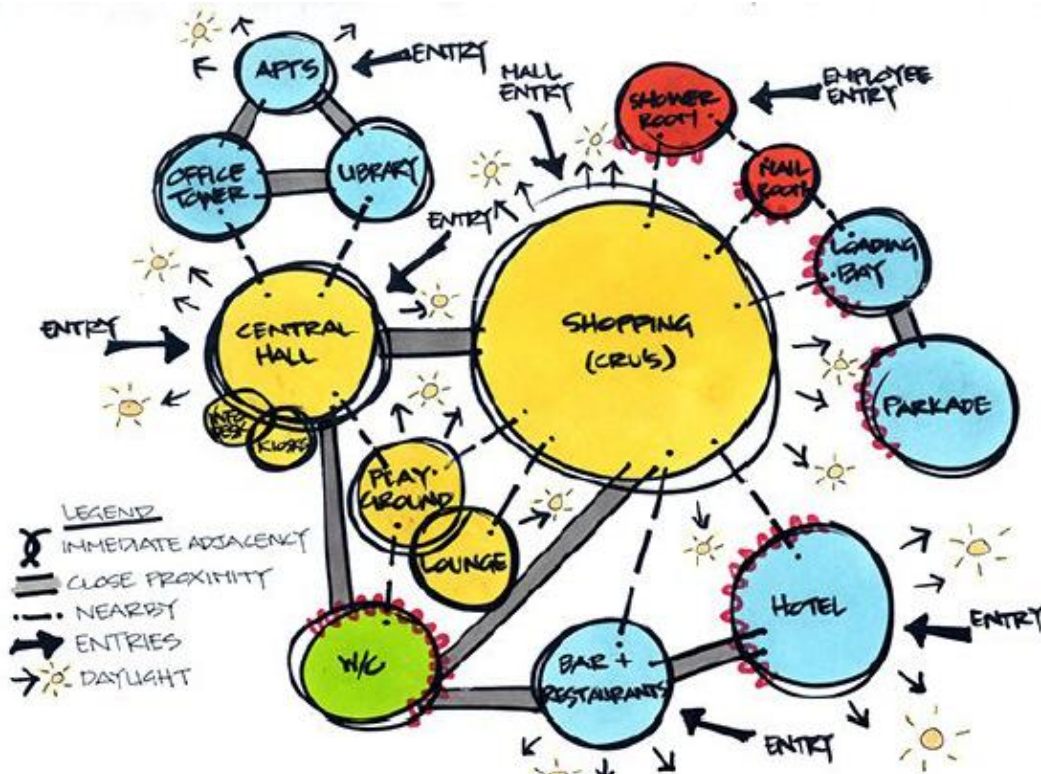 APTS
ENTRY
OFFICE
TOWER
LIBRARY
MALL
ENTRY
SHOWER
ROOM
EMPLOYEE
ENTRY
MAIL
ROOM
LOADING
BAY
PARKADE
ENTRY
ENTRY
CENTRAL
HALL
INFO
DESK
SHOPPING
(CRU'S)
PLAY
GROUND
LOUNGE
W/C
BAR +
RESTAURANTS
ENTRY
HOTEL
ENTRY
LEGEND
IMMEDIATE ADJACENCY
CLOSE PROXIMITY
NEARBY
ENTRIES
DAYLIGHT